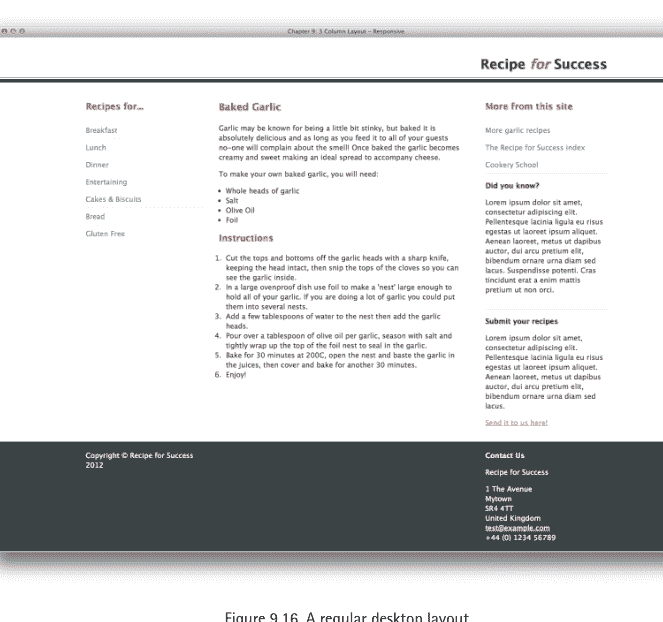 Chapter 9: 3 Column Layout - Responsive
Recipe for Success
Recipes for...
Breakfast
Lunch
Dinner
Entertaining
Cakes & Biscuits
Bread
Gluten Free
Baked Garlic
Garlic may be known for being a little bit stinky, but baked it is
absolutely delicious and as long as you feed it to all of your guests
no-one will complain about the smell! Once baked the garlic becomes
creamy and sweet making an ideal spread to accompany cheese.
To make your own baked garlic, you will need:
• Whole heads of garlic
• Salt
• Olive Oil
• Foil
Instructions
1. Cut the tops and bottoms off the garlic heads with a sharp knife,
keeping the head intact, then snip the tops of the cloves so you can
see the garlic inside.
2. In a large ovenproof dish use foil to make a 'nest' large enough to
hold all of your garlic. If you are doing a lot of garlic you could put
them into several nests.
3. Add a few tablespoons of water to the nest then add the garlic
heads.
4. Pour over a tablespoon of olive oil per garlic, season with salt and
tightly wrap up the top of the foil nest to seal in the garlic.
5. Bake for 30 minutes at 200C, open the nest and baste the garlic in
the juices, then cover and bake for another 30 minutes.
6. Enjoy!
More from this site
More garlic recipes
The Recipe for Success index
Cookery School
Did you know?
Lorem ipsum dolor sit amet,
consectetur adipiscing elit.
Pellentesque lacinia ligula eu risus
egestas ut laoreet ipsum aliquet.
Aenean laoreet, metus ut dapibus
auctor, dui arcu pretium elit,
bibendum ornare urna diam sed
lacus. Suspendisse potenti. Cras
tincidunt erat a enim mattis
pretium ut non orci.
Submit your recipes
Lorem ipsum dolor sit amet,
consectetur adipiscing elit.
Pellentesque lacinia ligula eu risus
egestas ut laoreet ipsum aliquet.
Aenean laoreet, metus ut dapibus
auctor, dui arcu pretium elit,
bibendum ornare urna diam sed
lacus.
Send it to us here!
Copyright © Recipe for Success
2012
Contact Us
Recipe for Success
1 The Avenue
Mytown
SR4 4TT
United Kingdom
test@example.com
+44 (0) 1234 56789
Figure 9.16. A regular desktop layout